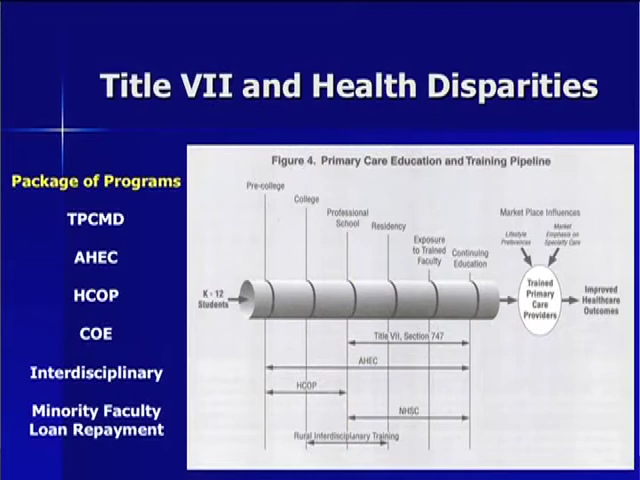 Title VII and Health Disparities
Package of Programs
TPCMD
AHEC
HCOP
COE
Interdisciplinary
Minority Faculty
Loan Repayment
Figure 4. Primary Care Education and Training Pipeline
Pre-college
College
Professional
School
Residency
Exposure
to Trained
Faculty
Continuing
Education
Market Place Influences
Lifestyle
Preferences
Market
Emphasis on
Specialty Care
K - 12
Students
Trained
Primary
Care
Providers
Improved
Healthcare
Outcomes
Title VII, Section 747
AHEC
HCOP
NHSC
Rural Interdisciplanary Training